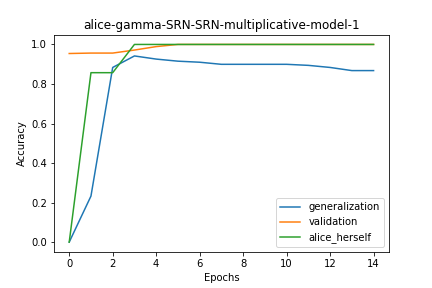 alice-gamma-SRN-SRN-multiplicative-model-1
1.0
0.8
0.6
0.4
0.2
0.0
Accuracy
generalization
validation
alice_herself
0 2 4 6 8 10 12 14
Epochs